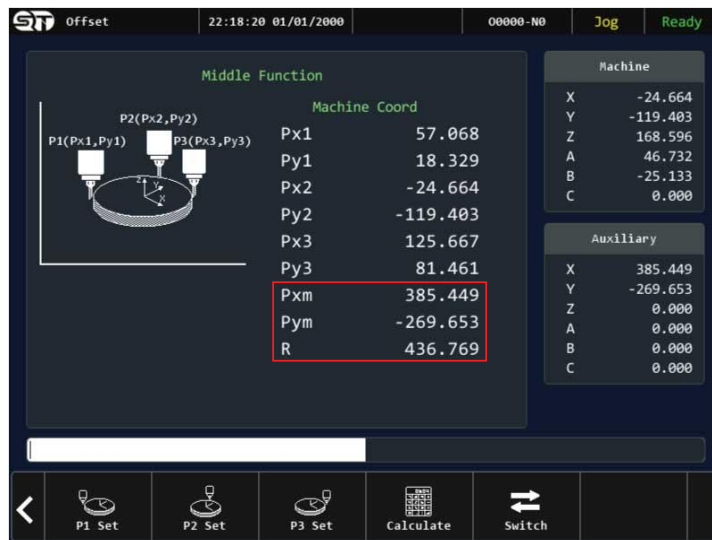 Offset 22:18:20 01/01/2000 O0000-N0 Jog Ready
Middle Function
P2(Px2,Py2)
P1(Px1,Py1) P3(Px3,Py3)
Z Y X
Machine Coord
Px1 57.068
Py1 18.329
Px2 -24.664
Py2 -119.403
Px3 125.667
Py3 81.461
Pxm 385.449
Pym -269.653
R 436.769
Machine
X -24.664
Y -119.403
Z 168.596
A 46.732
B -25.133
C 0.000
Auxiliary
X 385.449
Y -269.653
Z 0.000
A 0.000
B 0.000
C 0.000
P1 Set P2 Set P3 Set Calculate Switch